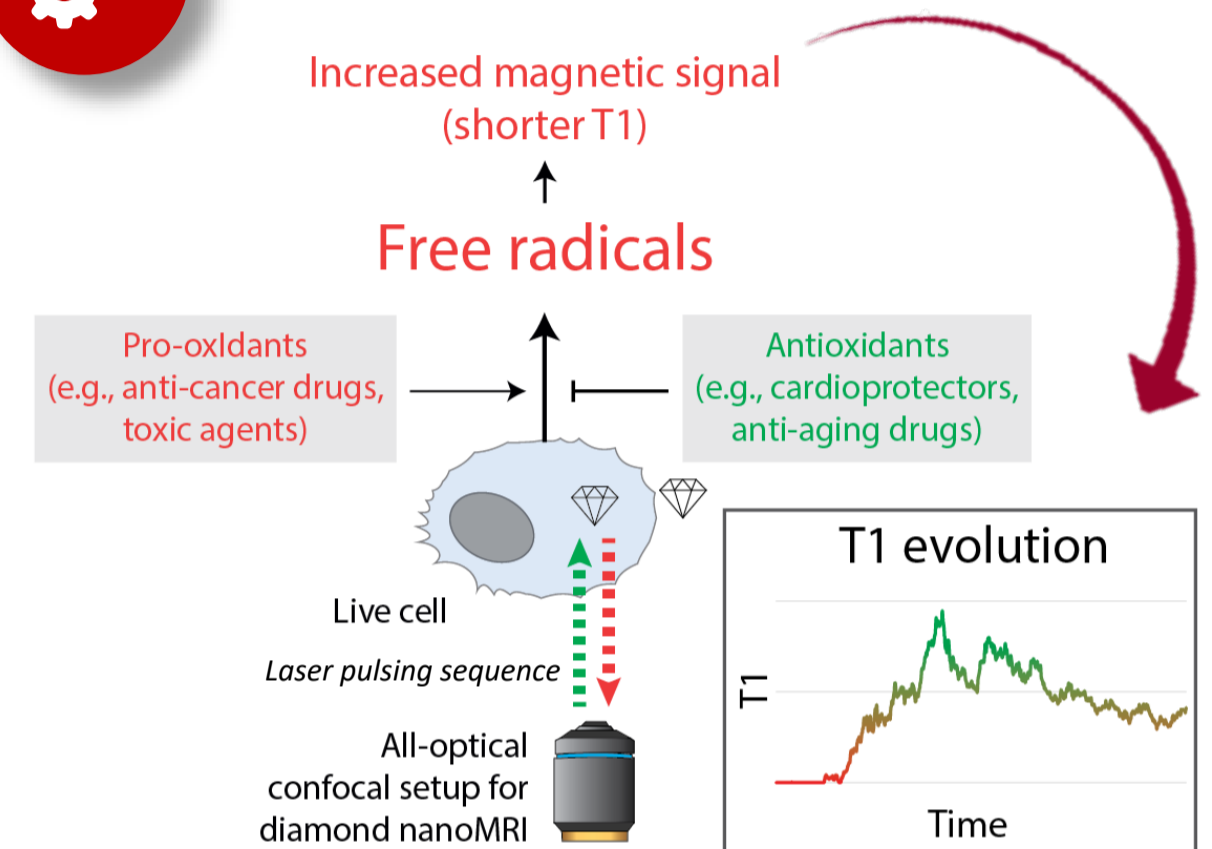 Increased magnetic signal
(shorter T1)
Free radicals
Pro-oxIdants
(e.g., anti-cancer drugs,
toxic agents)
Antioxidants
(e.g., cardioprotectors,
anti-aging drugs)
Live cell
Laser pulsing sequence
All-optical
confocal setup for
diamond nanoMRI
T1 evolution
T1
Time